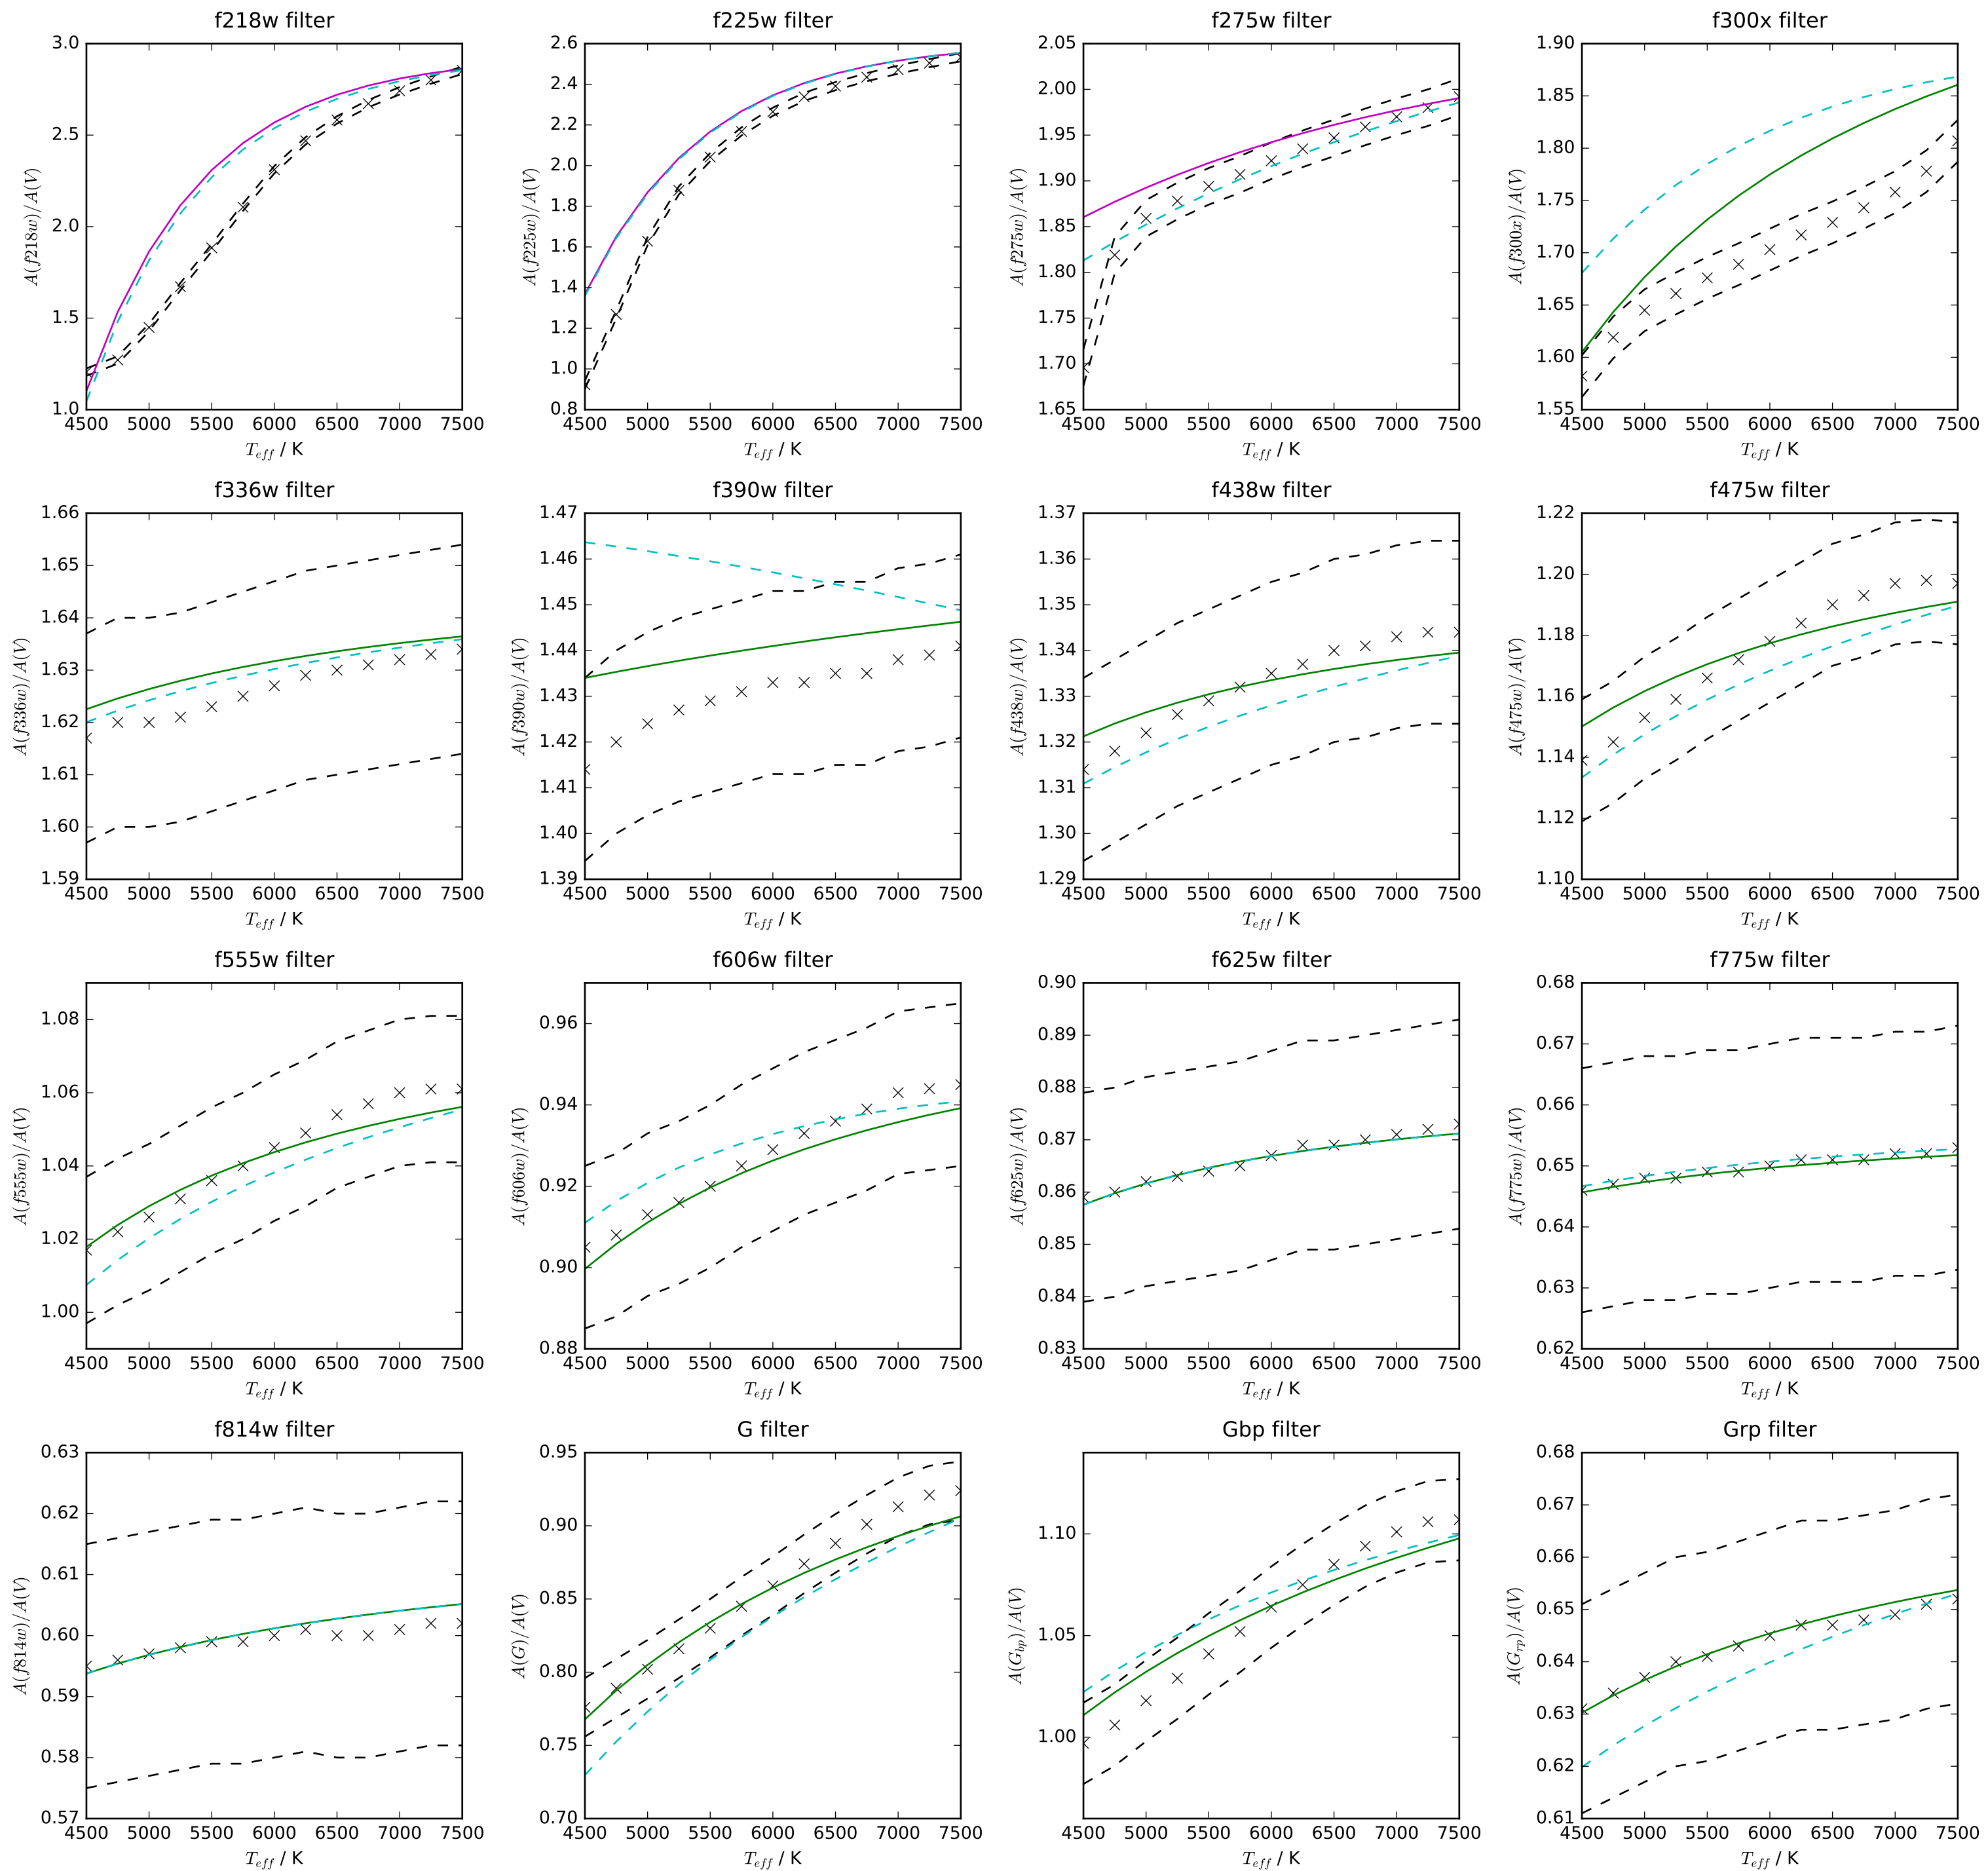 f218w filter
f225w filter
f275w filter
f300x filter
3.0
2.5
2.0
1.5
1.0
A(f218w)/A(V)
4500 5000 5500 6000 6500 7000 7500
T_eff / K
2.6
2.4
2.2
2.0
1.8
1.6
1.4
1.2
1.0
0.8
A(f225w)/A(V)
4500 5000 5500 6000 6500 7000 7500
T_eff / K
2.05
2.00
1.95
1.90
1.85
1.80
1.75
1.70
1.65
A(f275w)/A(V)
4500 5000 5500 6000 6500 7000 7500
T_eff / K
1.90
1.85
1.80
1.75
1.70
1.65
1.60
1.55
A(f300x)/A(V)
4500 5000 5500 6000 6500 7000 7500
T_eff / K
f336w filter
f390w filter
f438w filter
f475w filter
1.66
1.65
1.64
1.63
1.62
1.61
1.60
1.59
A(f336w)/A(V)
4500 5000 5500 6000 6500 7000 7500
T_eff / K
1.47
1.46
1.45
1.44
1.43
1.42
1.41
1.40
1.39
A(f390w)/A(V)
4500 5000 5500 6000 6500 7000 7500
T_eff / K
1.37
1.36
1.35
1.34
1.33
1.32
1.31
1.30
1.29
A(f438w)/A(V)
4500 5000 5500 6000 6500 7000 7500
T_eff / K
1.22
1.20
1.18
1.16
1.14
1.12
1.10
A(f475w)/A(V)
4500 5000 5500 6000 6500 7000 7500
T_eff / K
f555w filter
f606w filter
f625w filter
f775w filter
1.08
1.06
1.04
1.02
1.00
A(f555w)/A(V)
4500 5000 5500 6000 6500 7000 7500
T_eff / K
0.96
0.94
0.92
0.90
0.88
A(f606w)/A(V)
4500 5000 5500 6000 6500 7000 7500
T_eff / K
0.90
0.89
0.88
0.87
0.86
0.85
0.84
0.83
A(f625w)/A(V)
4500 5000 5500 6000 6500 7000 7500
T_eff / K
0.68
0.67
0.66
0.65
0.64
0.63
0.62
A(f775w)/A(V)
4500 5000 5500 6000 6500 7000 7500
T_eff / K
f814w filter
G filter
Gbp filter
Grp filter
0.63
0.62
0.61
0.60
0.59
0.58
0.57
A(f814w)/A(V)
4500 5000 5500 6000 6500 7000 7500
T_eff / K
0.95
0.90
0.85
0.80
0.75
0.70
A(G)/A(V)
4500 5000 5500 6000 6500 7000 7500
T_eff / K
1.10
1.05
1.00
A(G_bp)/A(V)
4500 5000 5500 6000 6500 7000 7500
T_eff / K
0.68
0.67
0.66
0.65
0.64
0.63
0.62
0.61
A(G_rp)/A(V)
4500 5000 5500 6000 6500 7000 7500
T_eff / K